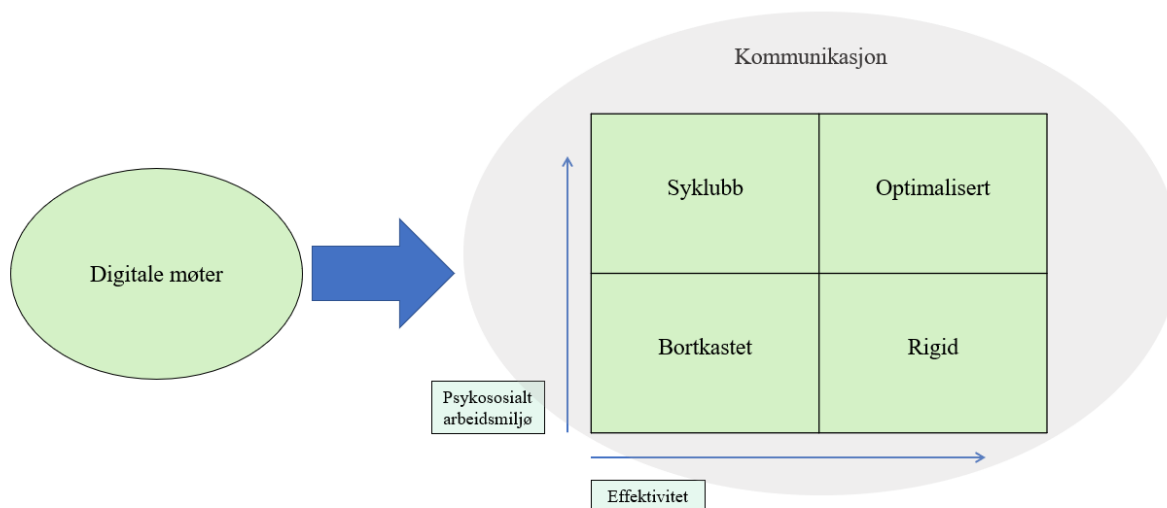 Kommunikasjon
Syklubb
Optimalisert
Digitale møter
Bortkastet
Rigid
Psykososialt
arbeidsmiljø
Effektivitet